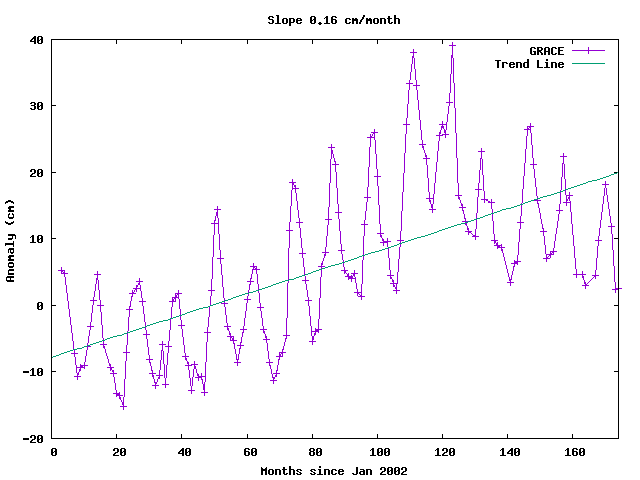 Slope 0.16 cm/month
GRACE
Trend Line
40
30
20
10
0
-10
-20
Anomaly (cm)
0 20 40 60 80 100 120 140 160
Months since Jan 2002